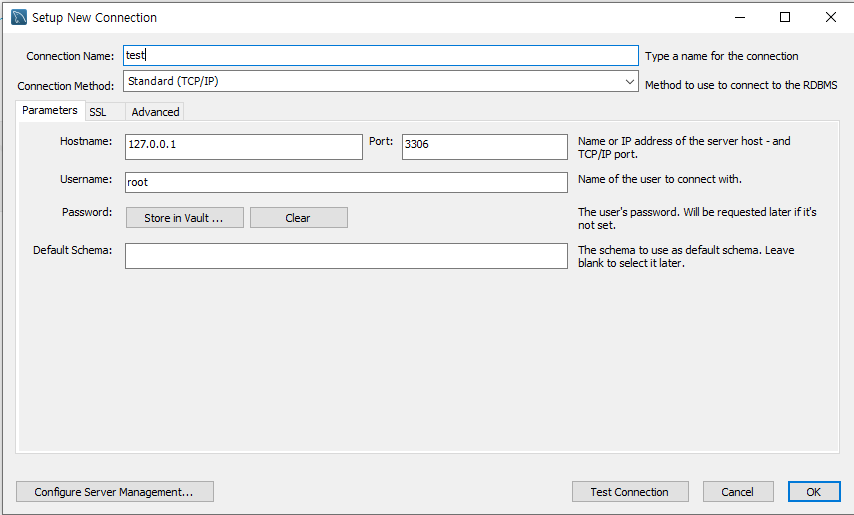 Setup New Connection
Connection Name: test Type a name for the connection
Connection Method: Standard (TCP/IP) Method to use to connect to the RDBMS
Parameters SSL Advanced
Hostname: 127.0.0.1 Port: 3306 Name or IP address of the server host - and
TCP/IP port.
Username: root Name of the user to connect with.
Password: Store in Vault ... Clear The user's password. Will be requested later if it's
not set.
Default Schema: The schema to use as default schema. Leave
blank to select it later.
Configure Server Management... Test Connection Cancel OK